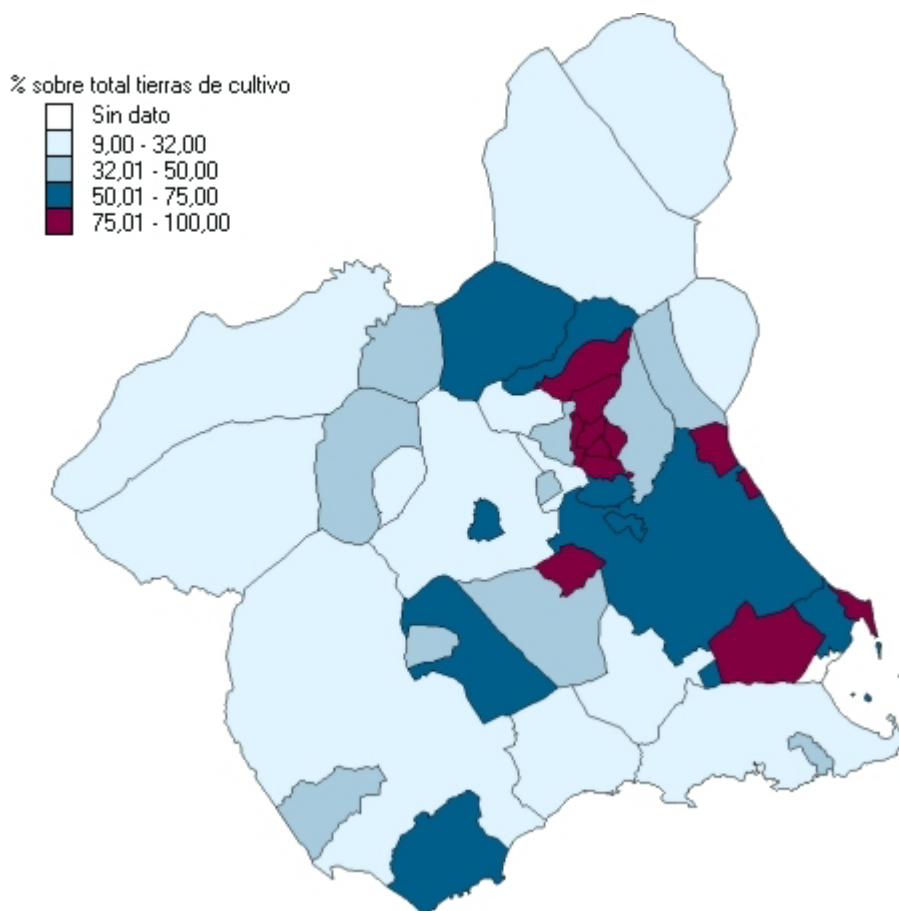 % sobre total tierras de cultivo
Sin dato
9,00 - 32,00
32,01 - 50,00
50,01 - 75,00
75,01 - 100,00